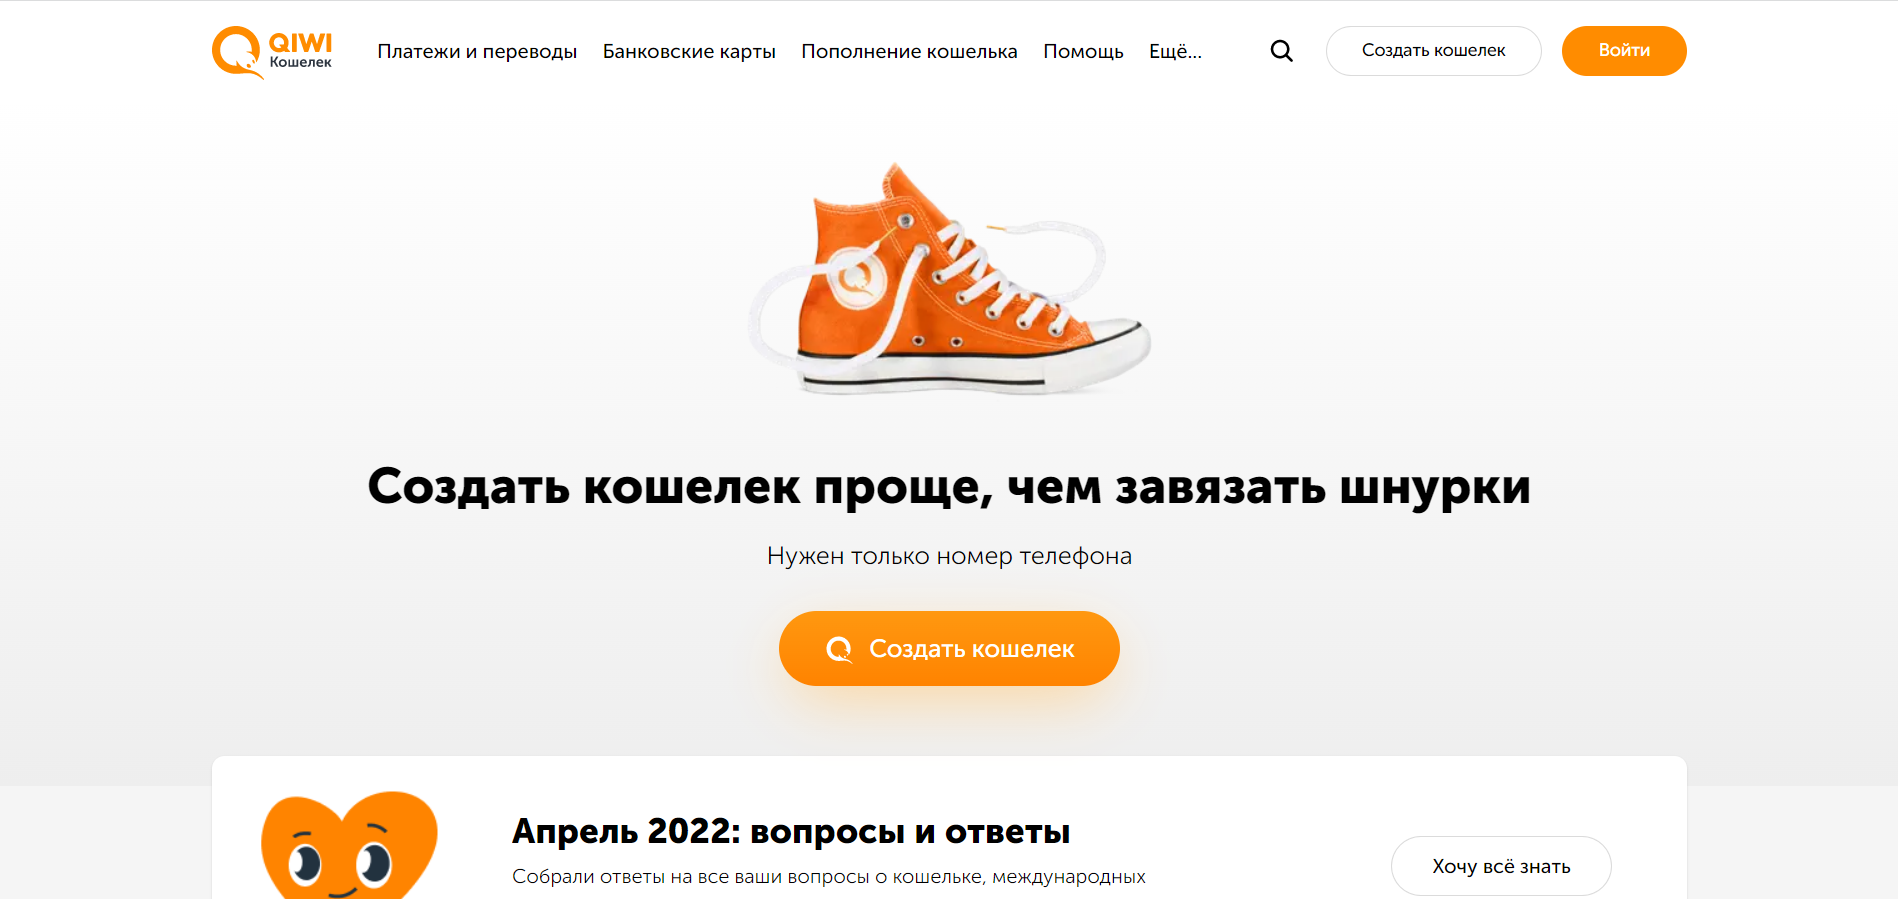 QIWI
Кошелек
Платежи и переводы
Банковские карты
Пополнение кошелька
Помощь
Ещё...
Создать кошелек
Войти
Создать кошелек проще, чем завязать шнурки
Нужен только номер телефона
Создать кошелек
Апрель 2022: вопросы и ответы
Собрали ответы на все ваши вопросы о кошельке, международных
Хочу всё знать